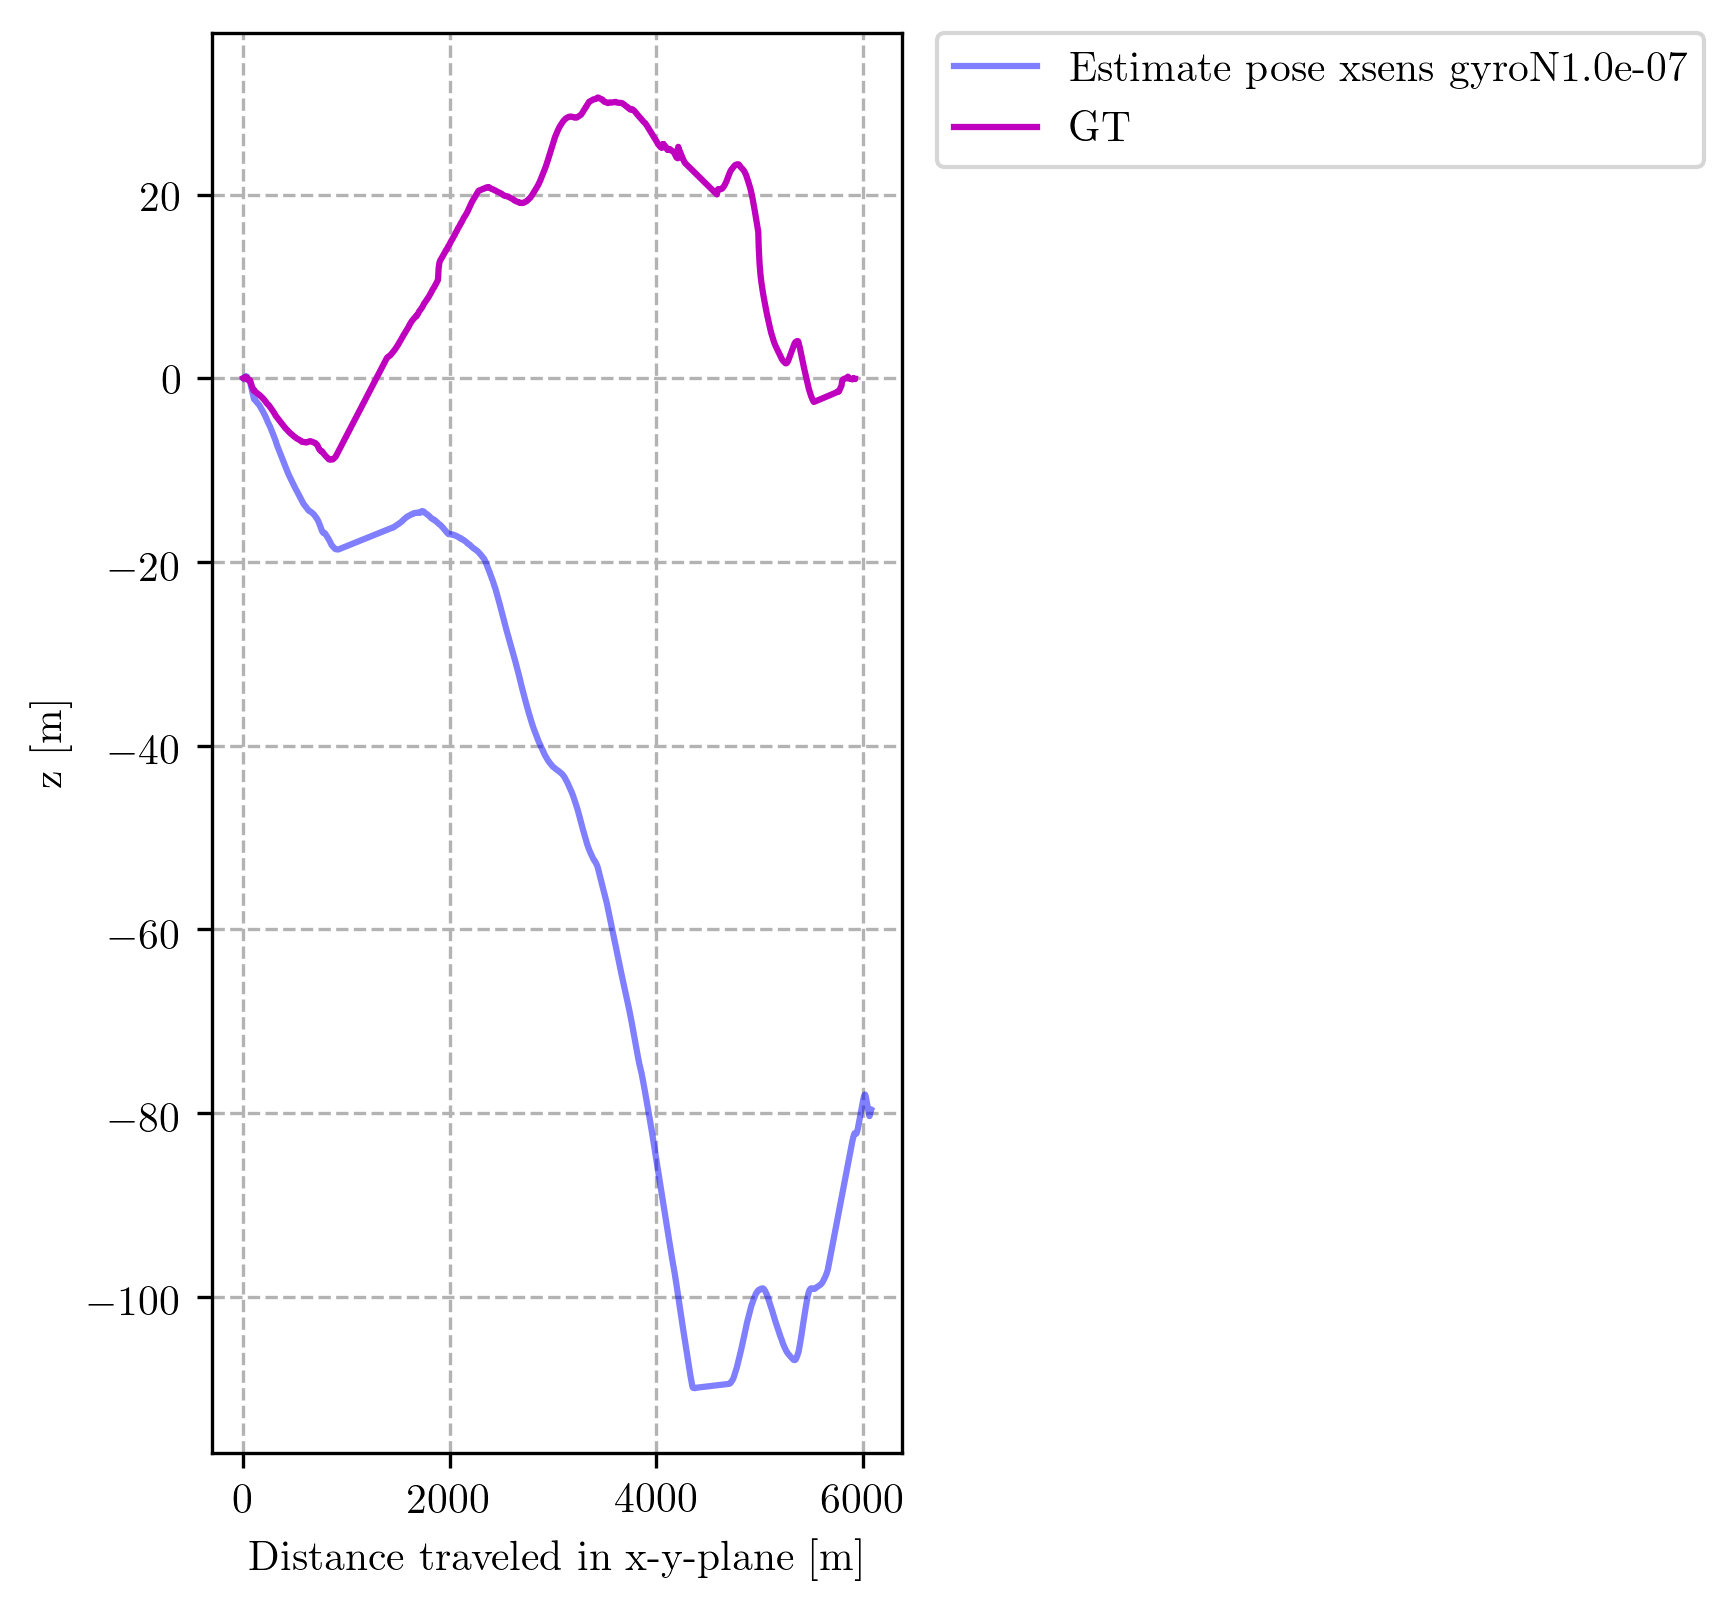 Estimate pose xsens gyroN1.0e-07
GT
20
0
−20
−40
−60
−80
−100
z [m]
0 2000 4000 6000
Distance traveled in x-y-plane [m]